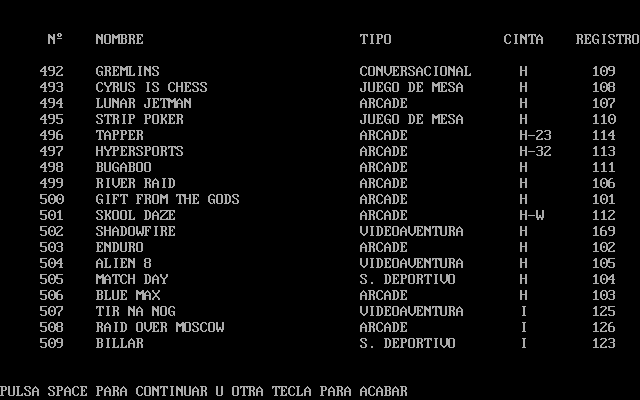 Nº NOMBRE TIPO CINTA REGISTRO
492 GREMLINS CONVERSACIONAL H 109
493 CYRUS IS CHESS JUEGO DE MESA H 108
494 LUNAR JETMAN ARCADE H 107
495 STRIP POKER JUEGO DE MESA H 110
496 TAPPER ARCADE H-23 114
497 HYPERSPORTS ARCADE H-32 113
498 BUGABOO ARCADE H 111
499 RIVER RAID ARCADE H 106
500 GIFT FROM THE GODS ARCADE H 101
501 SKOOL DAZE ARCADE H-W 112
502 SHADOWFIRE VIDEOAVENTURA H 169
503 ENDURO ARCADE H 102
504 ALIEN 8 VIDEOAVENTURA H 105
505 MATCH DAY S. DEPORTIVO H 104
506 BLUE MAX ARCADE H 103
507 TIR NA NOG VIDEOAVENTURA I 125
508 RAID OVER MOSCOW ARCADE I 126
509 BILLAR S. DEPORTIVO I 123
PULSA SPACE PARA CONTINUAR U OTRA TECLA PARA ACABAR